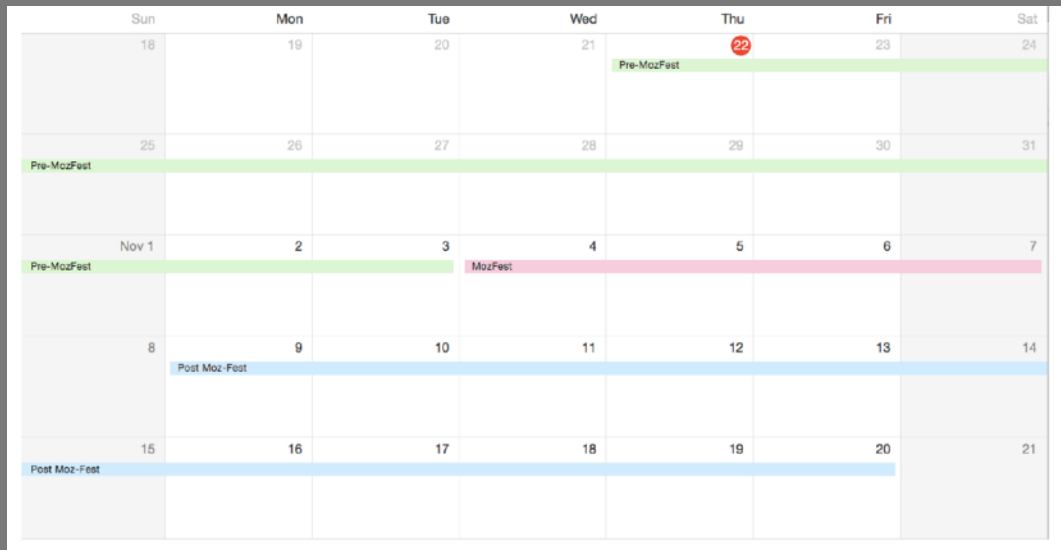 Sun Mon Tue Wed Thu Fri Sat
18 19 20 21 22 23 24
Pre-MozFest
25 26 27 28 29 30 31
Pre-MozFest
Nov 1 2 3 4 5 6 7
Pre-MozFest MozFest
8 9 10 11 12 13 14
Post Moz-Fest
15 16 17 18 19 20 21
Post Moz-Fest